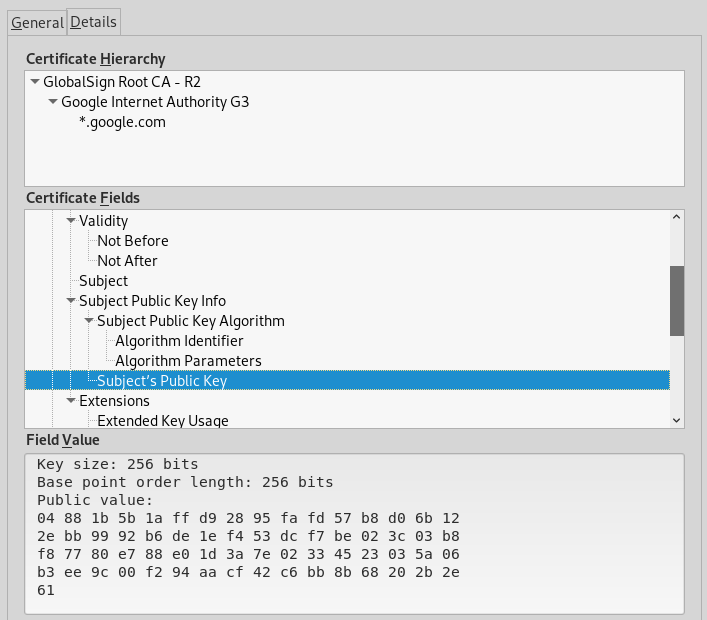 General Details
Certificate Hierarchy
GlobalSign Root CA - R2
Google Internet Authority G3
*.google.com
Certificate Fields
Validity
Not Before
Not After
Subject
Subject Public Key Info
Subject Public Key Algorithm
Algorithm Identifier
Algorithm Parameters
Subject's Public Key
Extensions
Extended Key Usage
Field Value
Key size: 256 bits
Base point order length: 256 bits
Public value:
04 88 1b 5b 1a ff d9 28 95 fa fd 57 b8 d0 6b 12
2e bb 99 92 b6 de 1e f4 53 dc f7 be 02 3c 03 b8
f8 77 80 e7 88 e0 1d 3a 7e 02 33 45 23 03 5a 06
b3 ee 9c 00 f2 94 aa cf 42 c6 bb 8b 68 20 2b 2e
61